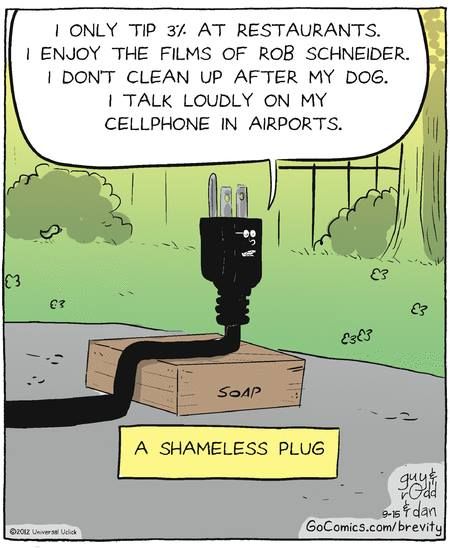 I ONLY TIP 3% AT RESTAURANTS.
I ENJOY THE FILMS OF ROB SCHNEIDER.
I DON'T CLEAN UP AFTER MY DOG.
I TALK LOUDLY ON MY
CELLPHONE IN AIRPORTS.
SOAP
A SHAMELESS PLUG
guy &
rOdd
9-15 & dan
GoComics.com/brevity
©2012 Universal Uclick